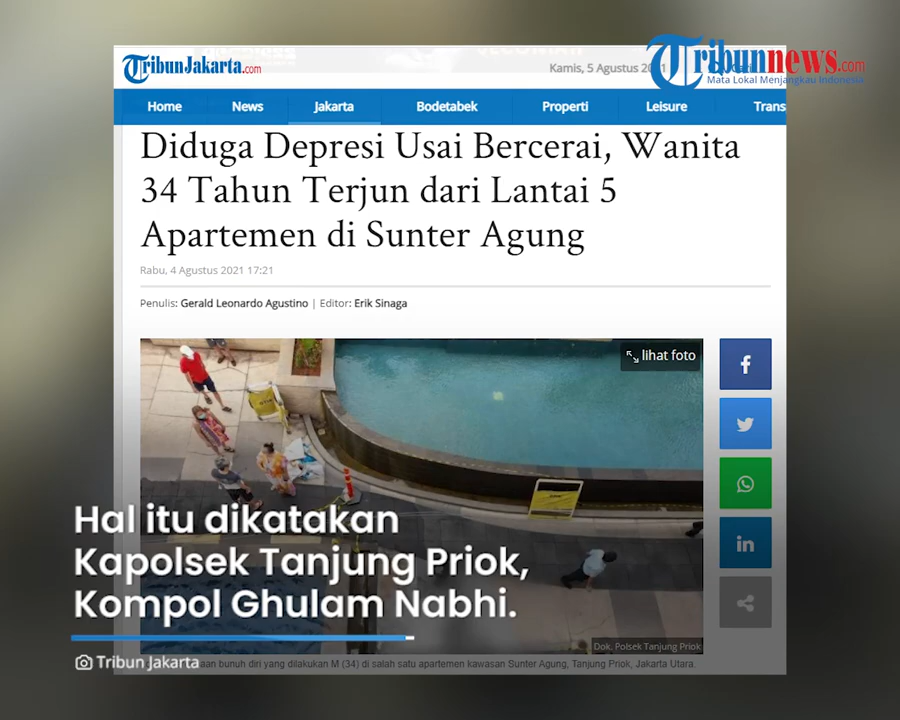 TribunJakarta.com
Kamis, 5 Agustus
Tribunnews.com
Mata Lokal Menjangkau Indonesia
Home News Jakarta Bodetabek Properti Leisure Trans
Diduga Depresi Usai Bercerai, Wanita
34 Tahun Terjun dari Lantai 5
Apartemen di Sunter Agung
Rabu, 4 Agustus 2021 17:21
Penulis: Gerald Leonardo Agustino | Editor: Erik Sinaga
lihat foto
Hal itu dikatakan
Kapolsek Tanjung Priok,
Kompol Ghulam Nabhi.
Dok. Polsek Tanjung Priok
Tribun Jakarta
bunuh diri yang dilakukan M (34) di salah satu apartemen kawasan Sunter Agung, Tanjung Priok, Jakarta Utara.